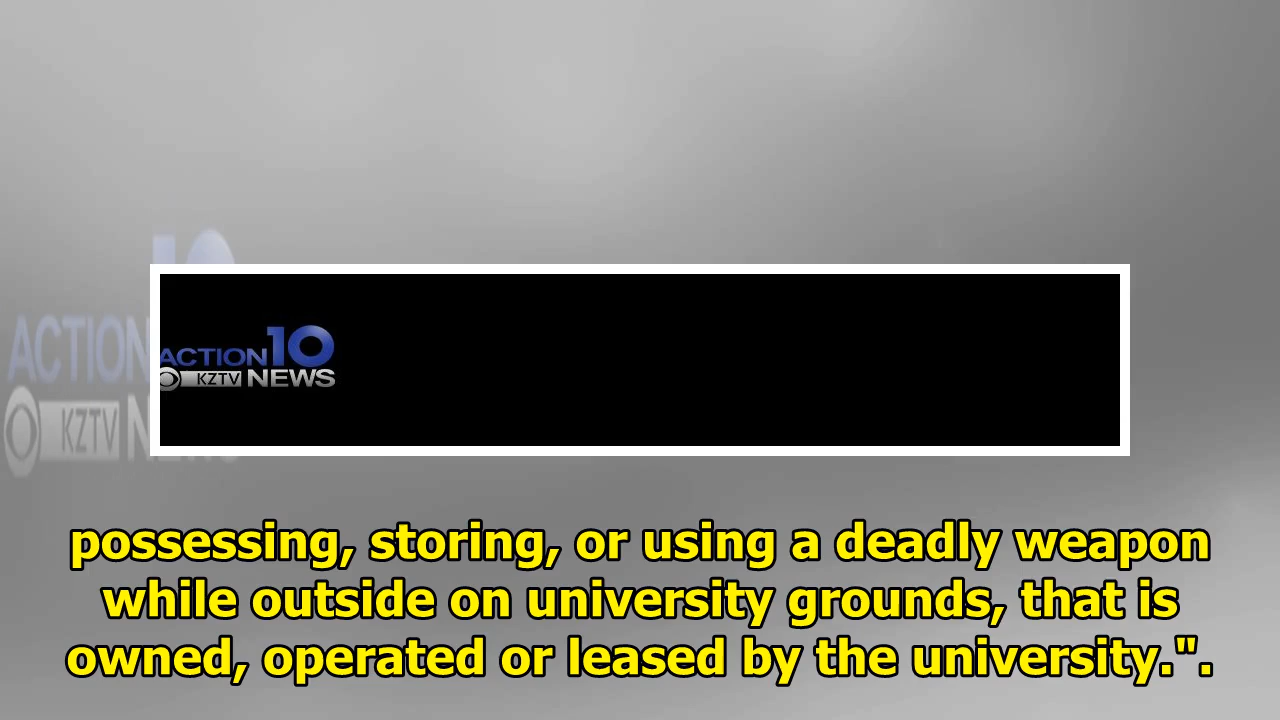 10
ACTION
KZTV N
ACTION 10
KZTV NEWS
possessing, storing, or using a deadly weapon
while outside on university grounds, that is
owned, operated or leased by the university.".